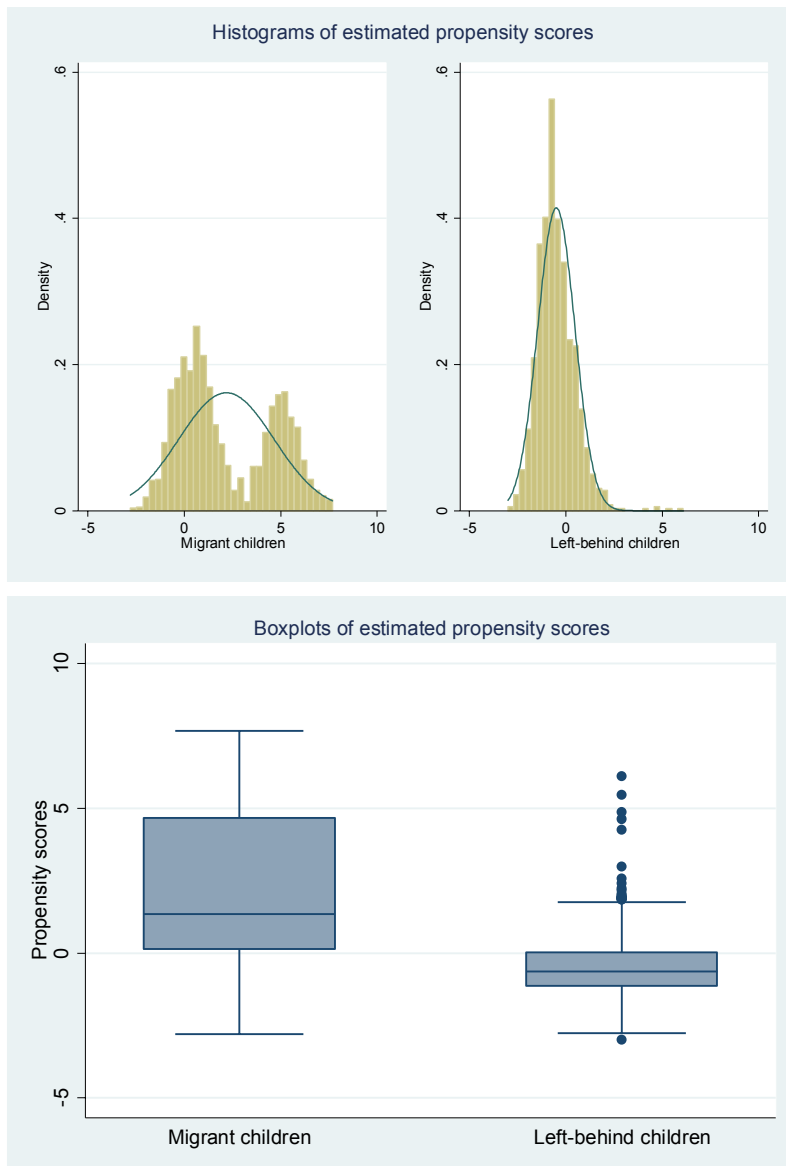 Histograms of estimated propensity scores
.6
.4
.2
0
Density
-5 0 5 10
Migrant children
.6
.4
.2
0
Density
-5 0 5 10
Left-behind children
Boxplots of estimated propensity scores
10
5
0
-5
Propensity scores
Migrant children
Left-behind children